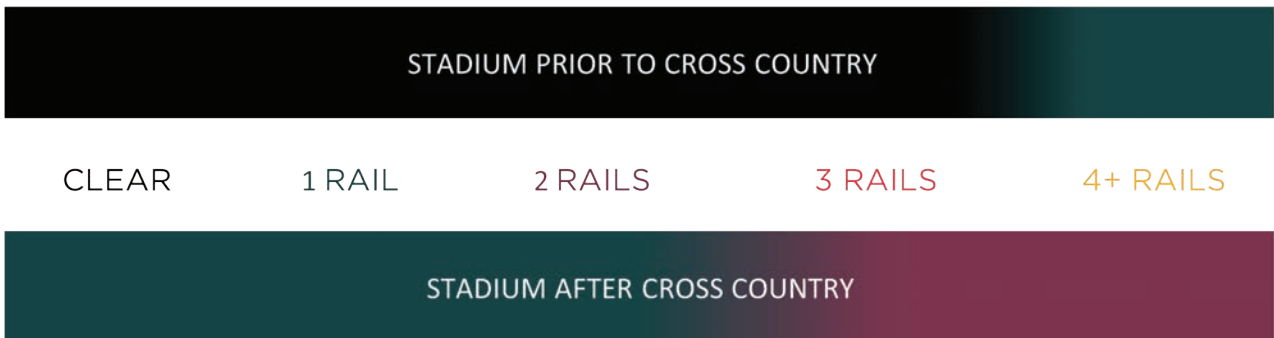 STADIUM PRIOR TO CROSS COUNTRY
CLEAR 1 RAIL 2 RAILS 3 RAILS 4+ RAILS
STADIUM AFTER CROSS COUNTRY